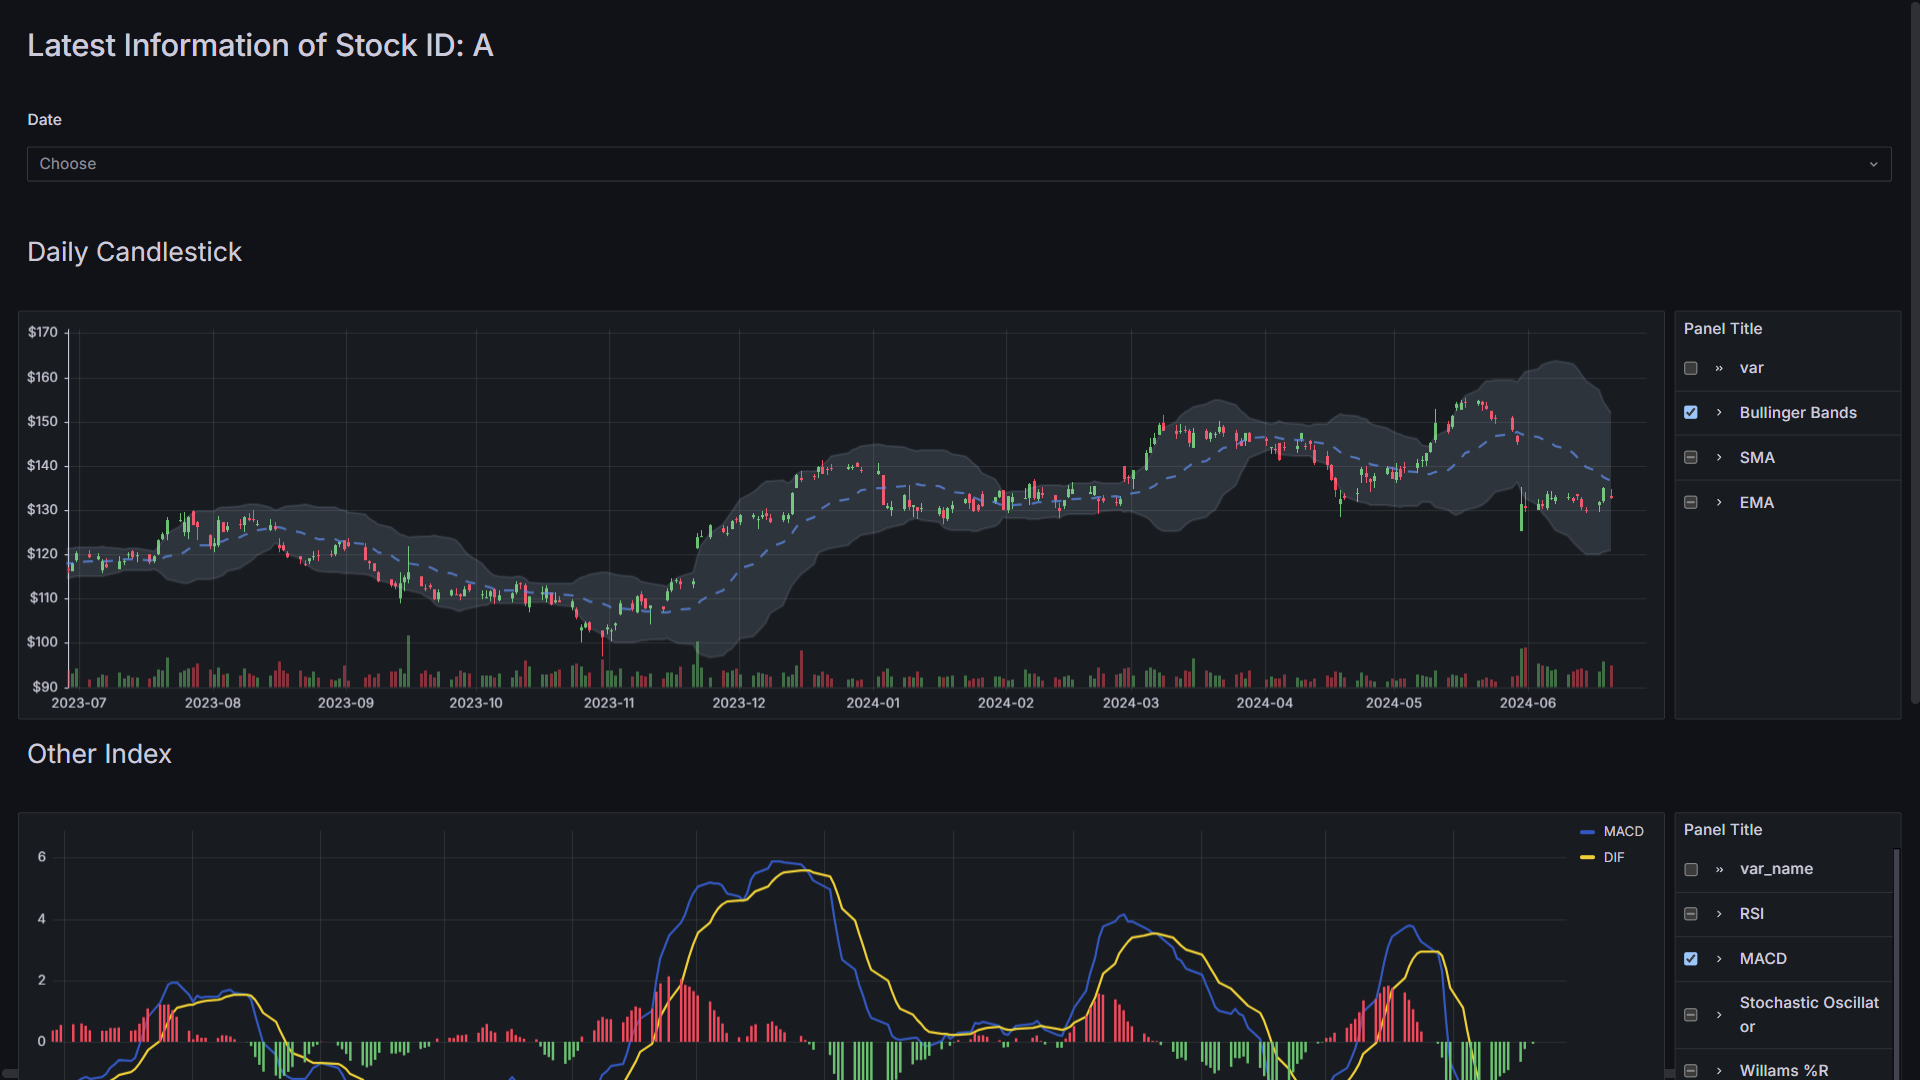 Latest Information of Stock ID: A
Date
Choose
Daily Candlestick
$170
$160
$150
$140
$130
$120
$110
$100
$90
2023-07 2023-08 2023-09 2023-10 2023-11 2023-12 2024-01 2024-02 2024-03 2024-04 2024-05 2024-06
Panel Title
var
Bullinger Bands
SMA
EMA
Other Index
MACD
DIF
6
4
2
0
Panel Title
var_name
RSI
MACD
Stochastic Oscillat
or
Willams %R